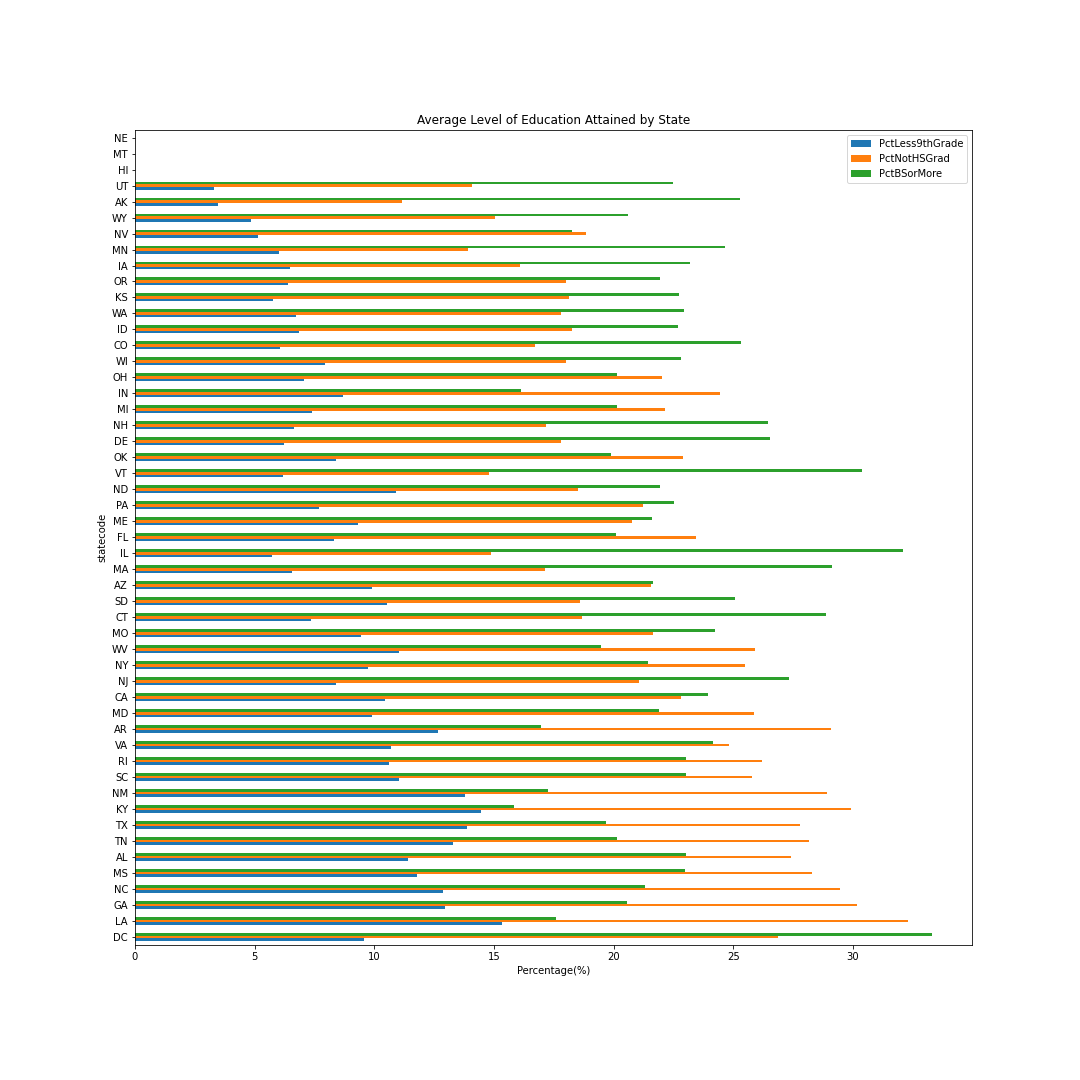 Average Level of Education Attained by State
PctLess9thGrade
PctNotHSGrad
PctBSorMore
NE
MT
HI
UT
AK
WY
NV
MN
IA
OR
KS
WA
ID
CO
WI
OH
IN
MI
NH
DE
OK
VT
ND
PA
ME
FL
IL
MA
AZ
SD
CT
MO
WV
NY
NJ
CA
MD
AR
VA
RI
SC
NM
KY
TX
TN
AL
MS
NC
GA
LA
DC
statecode
0 5 10 15 20 25 30
Percentage(%)